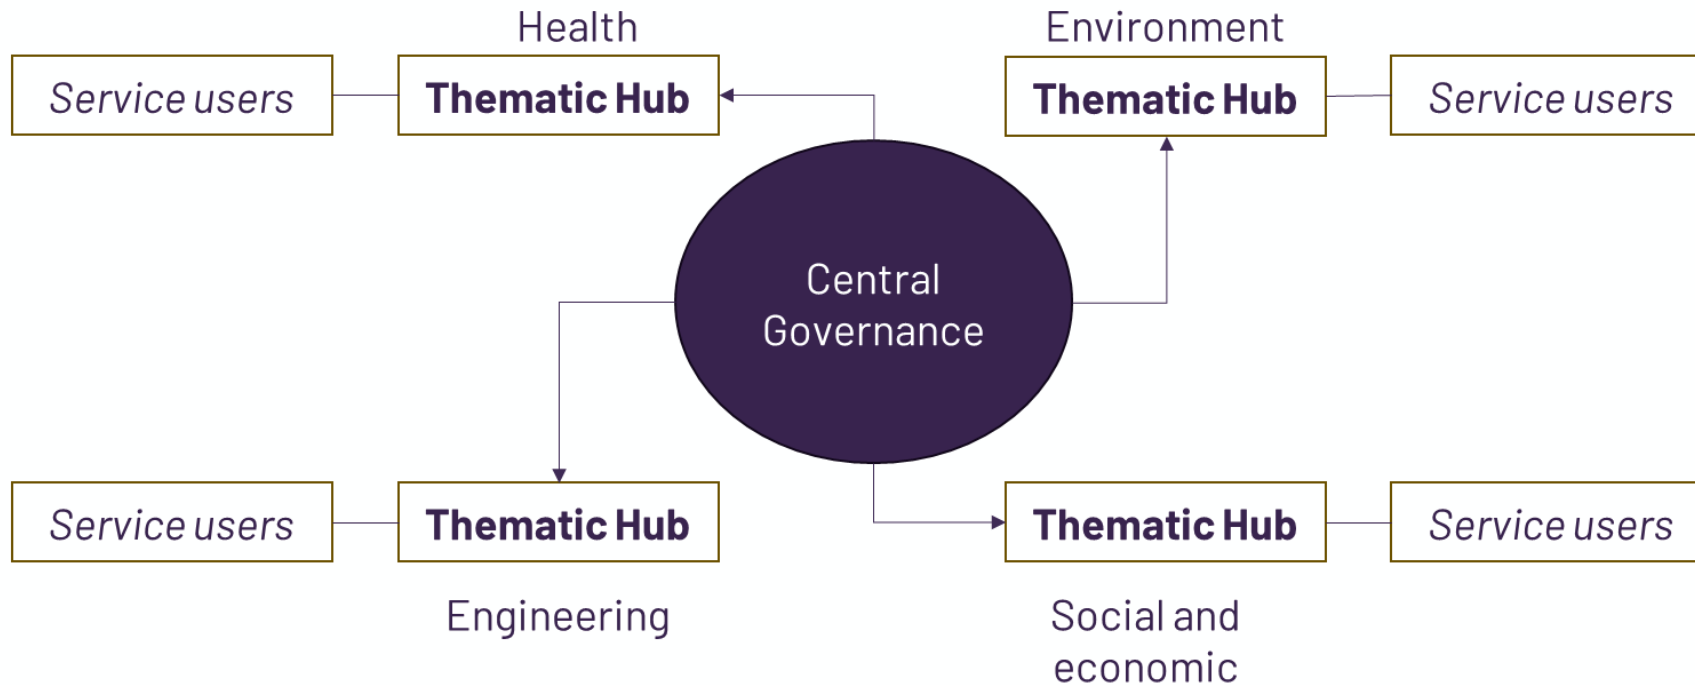 Health
Environment
Service users
Thematic Hub
Thematic Hub
Service users
Central
Governance
Service users
Thematic Hub
Thematic Hub
Service users
Engineering
Social and
economic